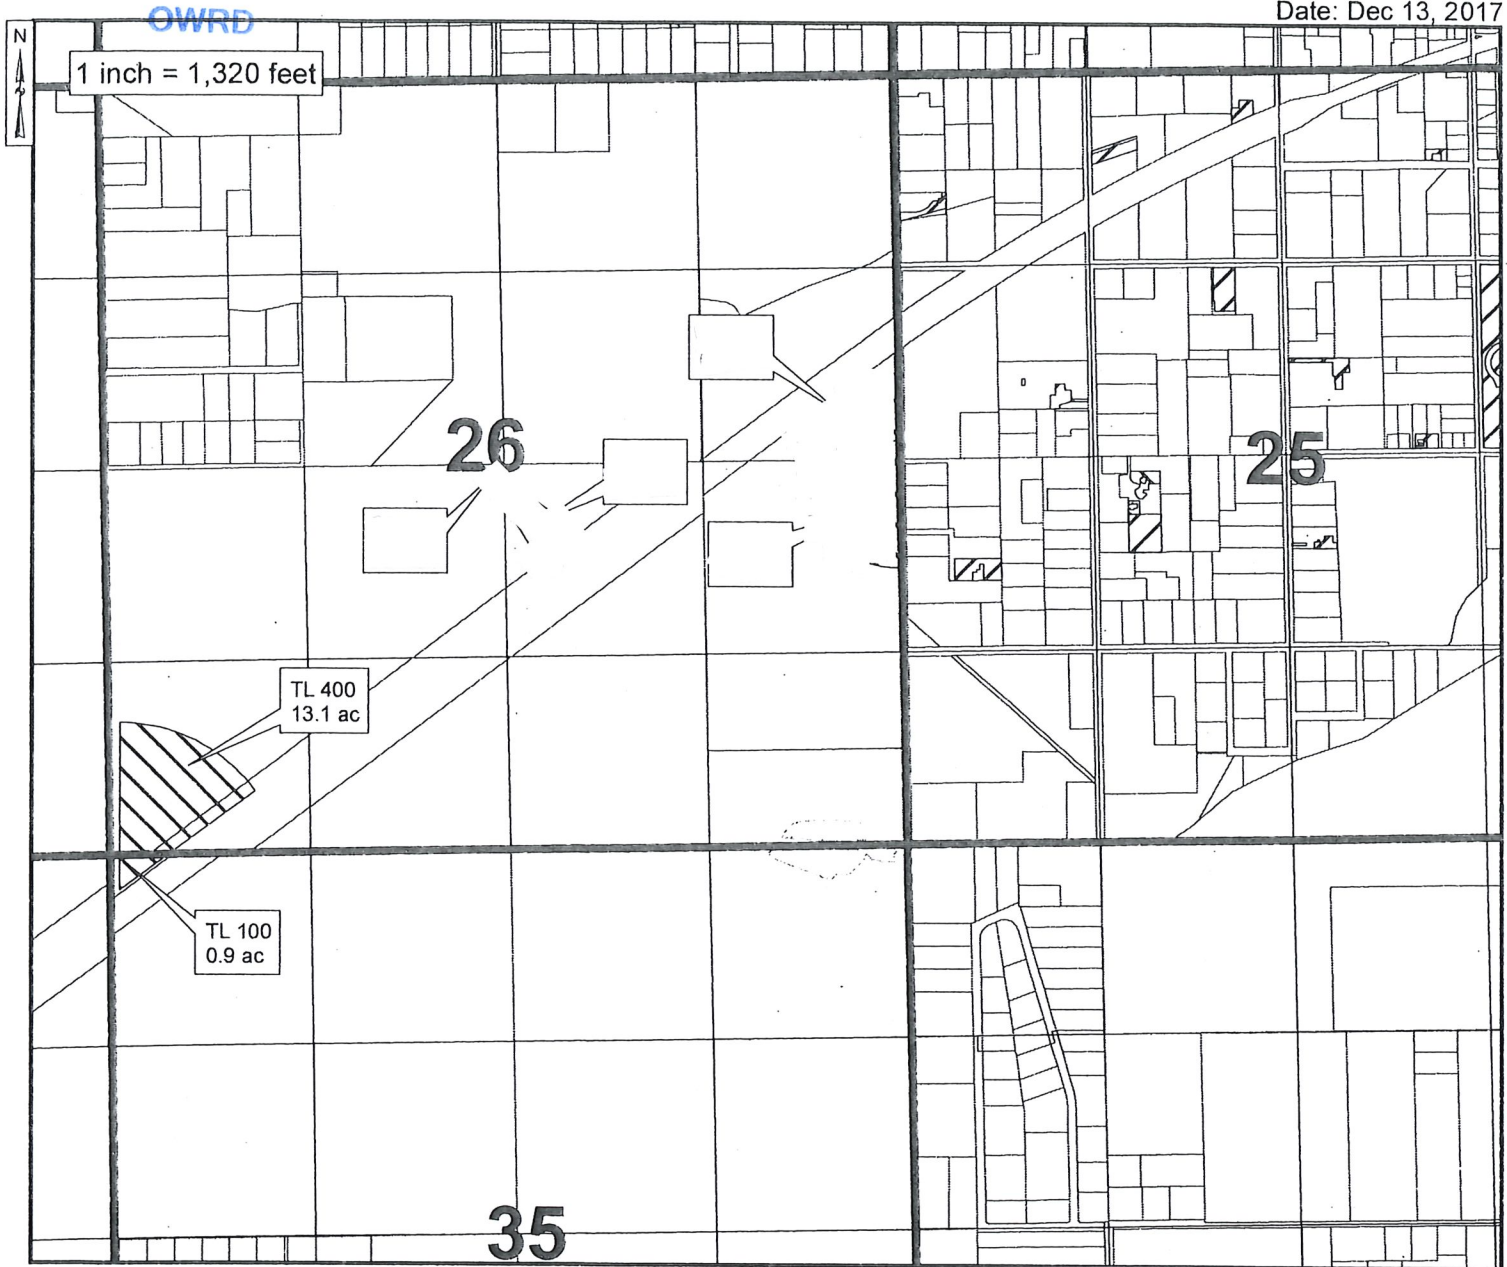 OWRD
Date: Dec 13, 2017
N
1 inch = 1,320 feet
26
25
TL 400
13.1 ac
TL 100
0.9 ac
35